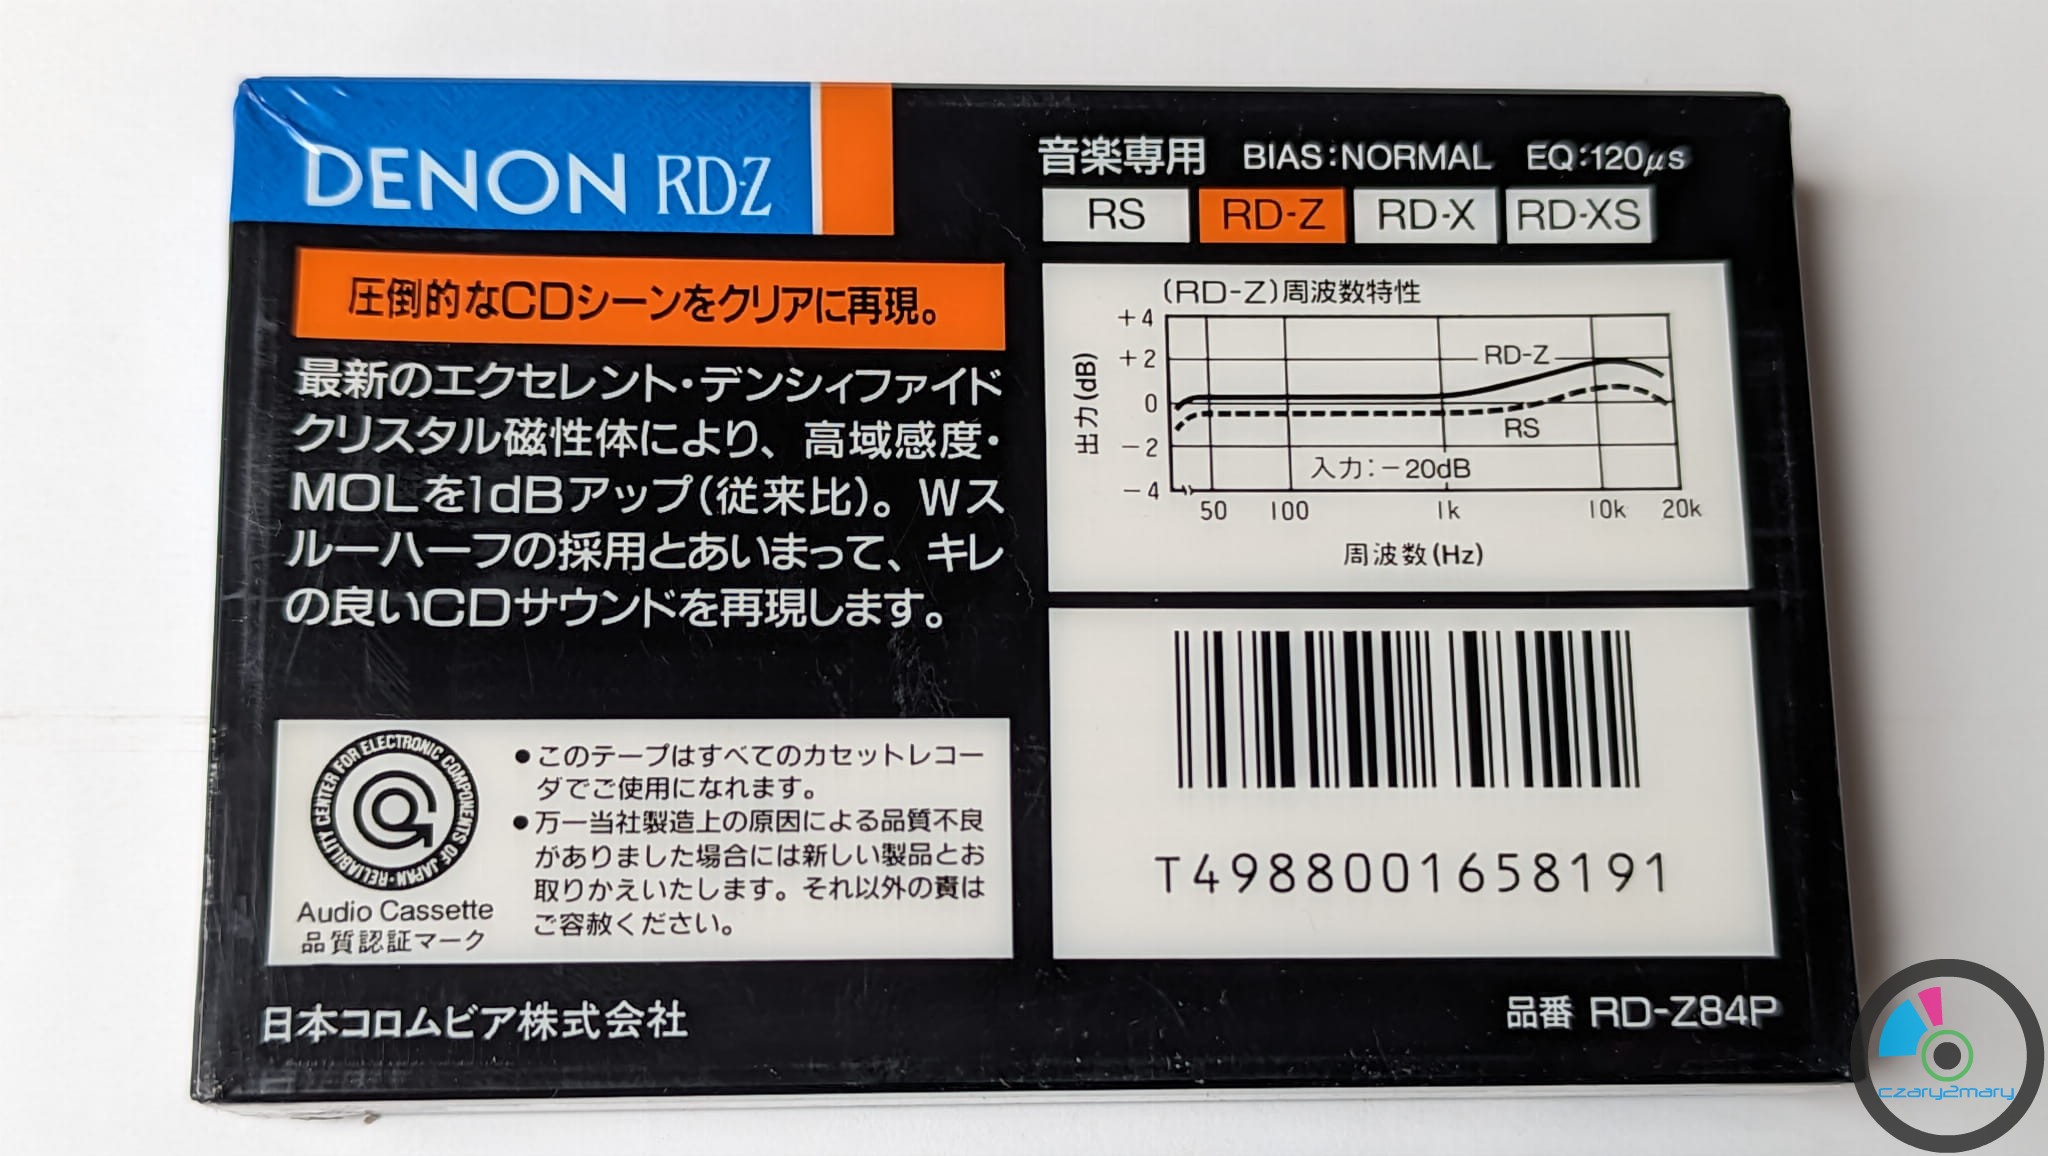 DENON RD-Z
圧倒的なCDシーンをクリアに再現。
最新のエクセレント・デンシィファイド
クリスタル磁性体により、高域感度・
MOLを1dBアップ(従来比)。Wス
ルーハーフの採用とあいまって、キレ
の良いCDサウンドを再現します。
RELIABILITY CENTER FOR ELECTRONIC COMPONENTS OF JAPAN・
Audio Cassette
品質認証マーク
●このテープはすべてのカセットレコー
ダでご使用になれます。
●万一当社製造上の原因による品質不良
がありました場合には新しい製品とお
取りかえいたします。それ以外の責は
ご容赦ください。
日本コロムビア株式会社
音楽専用 BIAS:NORMAL EQ:120μs
RS RD-Z RD-X RD-XS
(RD-Z)周波数特性
出力(dB)
+4
+2
0
-2
-4
RD-Z
RS
入力:-20dB
50 100 1k 10k 20k
周波数(Hz)
T4988001658191
品番 RD-Z84P
czary2mary